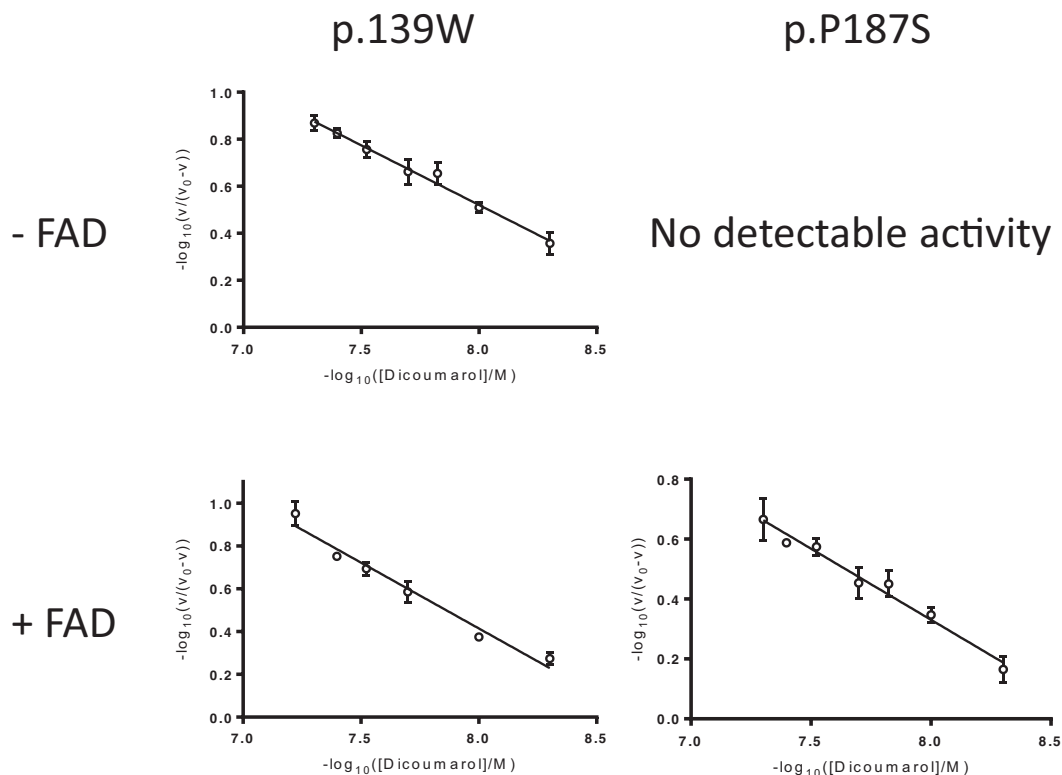 p.139W p.P187S
- FAD
1.0
0.8
0.6
0.4
0.2
0.0
-log₁₀(v/(v₀-v))
7.0 7.5 8.0 8.5
-log₁₀([Dicoumarol]/M)
No detectable activity
+ FAD
1.0
0.8
0.6
0.4
0.2
0.0
-log₁₀(v/(v₀-v))
7.0 7.5 8.0 8.5
-log₁₀([Dicoumarol]/M)
0.8
0.6
0.4
0.2
0.0
-log₁₀(v/(v₀-v))
7.0 7.5 8.0 8.5
-log₁₀([Dicoumarol]/M)